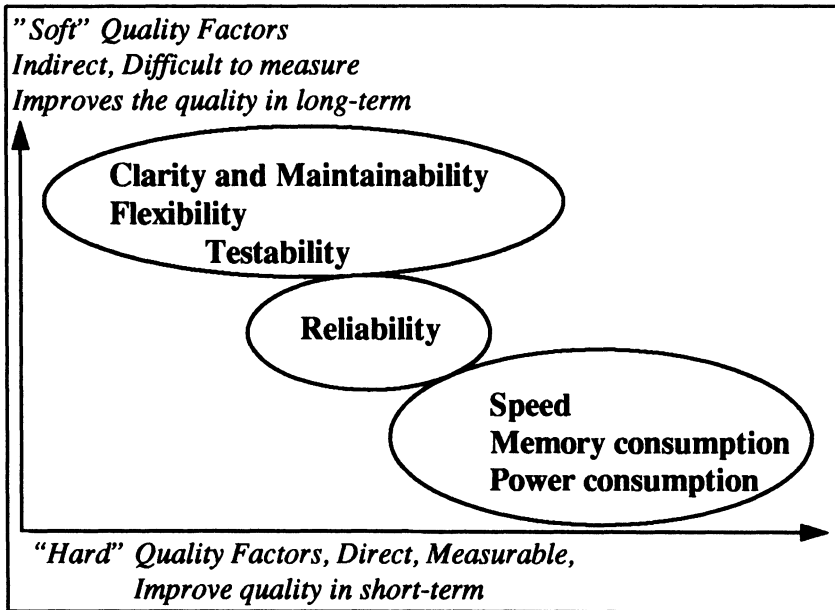 ”Soft” Quality Factors
Indirect, Difficult to measure
Improves the quality in long-term
Clarity and Maintainability
Flexibility
Testability
Reliability
Speed
Memory consumption
Power consumption
“Hard” Quality Factors, Direct, Measurable,
Improve quality in short-term